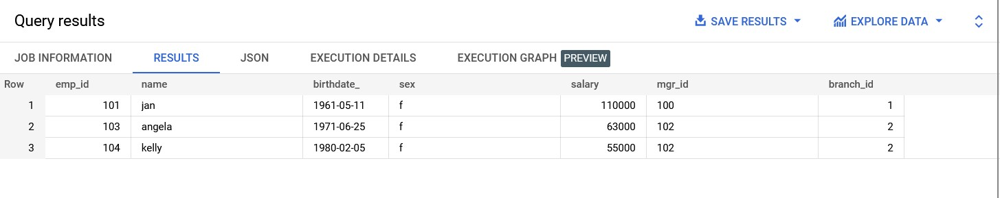 Query results SAVE RESULTS EXPLORE DATA
JOB INFORMATION RESULTS JSON EXECUTION DETAILS EXECUTION GRAPH PREVIEW
Row emp_id name birthdate_ sex salary mgr_id branch_id
1 101 jan 1961-05-11 f 110000 100 1
2 103 angela 1971-06-25 f 63000 102 2
3 104 kelly 1980-02-05 f 55000 102 2